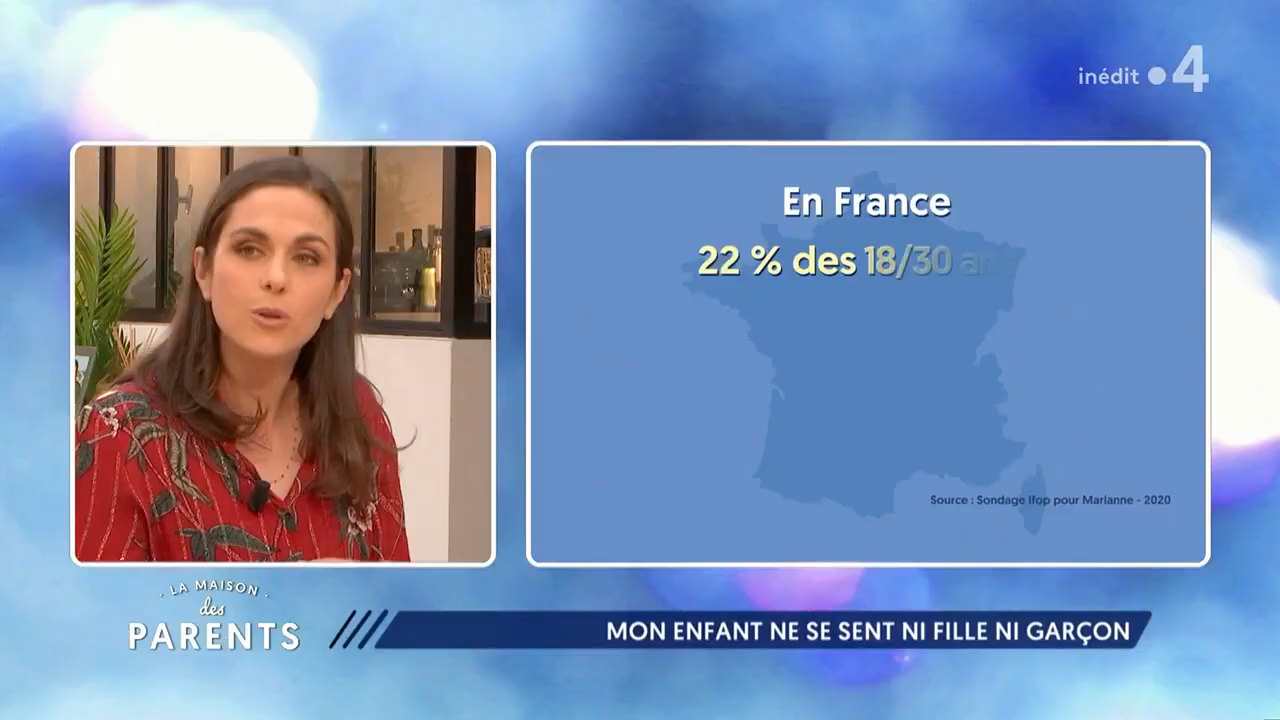 inédit 4
En France
22 % des 18/30
Source : Sondage Ifop pour Marianne - 2020
LA MAISON
des
PARENTS
MON ENFANT NE SE SENT NI FILLE NI GARÇON